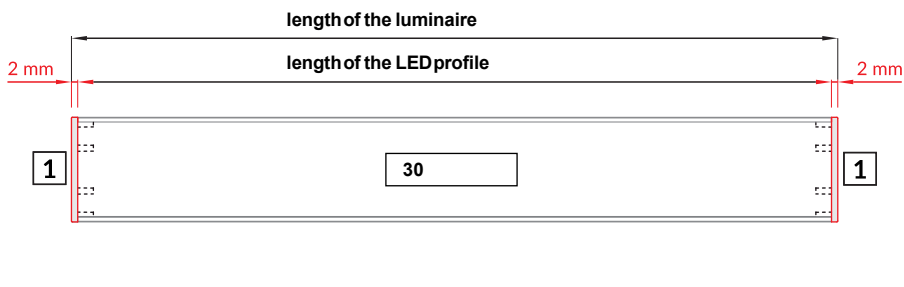 length of the luminaire
2 mm
length of the LED profile
2 mm
1
30
1